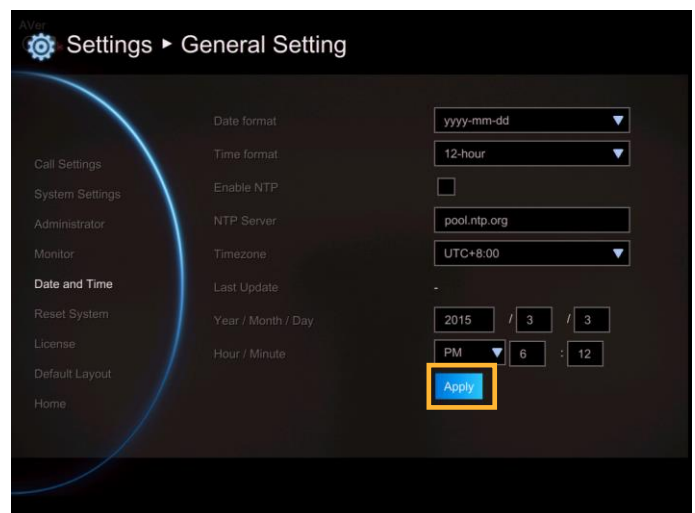 AVer
Settings ▸ General Setting
Call Settings
System Settings
Administrator
Monitor
Date and Time
Reset System
License
Default Layout
Home
Date format yyyy-mm-dd
Time format 12-hour
Enable NTP
NTP Server pool.ntp.org
Timezone UTC+8:00
Last Update -
Year / Month / Day 2015 / 3 / 3
Hour / Minute PM 6 : 12
Apply